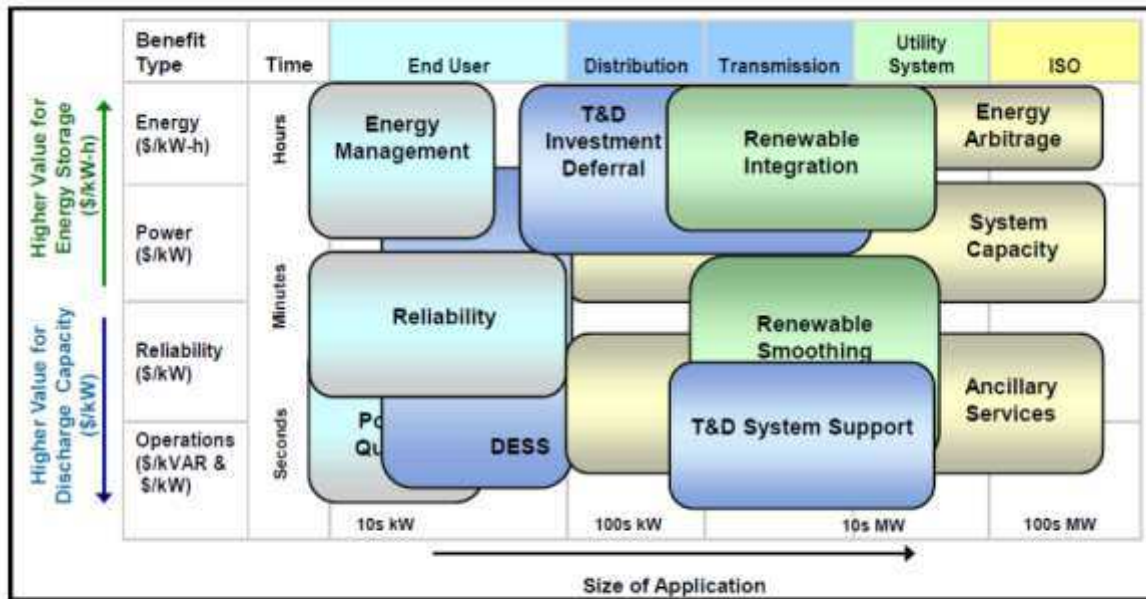 Benefit
Type
Time
End User
Distribution
Transmission
Utility
System
ISO
Higher Value for
Energy Storage
($/kW-h)
Higher Value for
Discharge Capacity
($/kW)
Energy
($/kW-h)
Power
($/kW)
Reliability
($/kW)
Operations
($/kVAR &
$/kW)
Hours
Minutes
Seconds
Energy
Management
T&D
Investment
Deferral
Renewable
Integration
Energy
Arbitrage
System
Capacity
Reliability
Renewable
Smoothing
Po
Qu
DESS
T&D System Support
Ancillary
Services
10s kW
100s kW
10s MW
100s MW
Size of Application